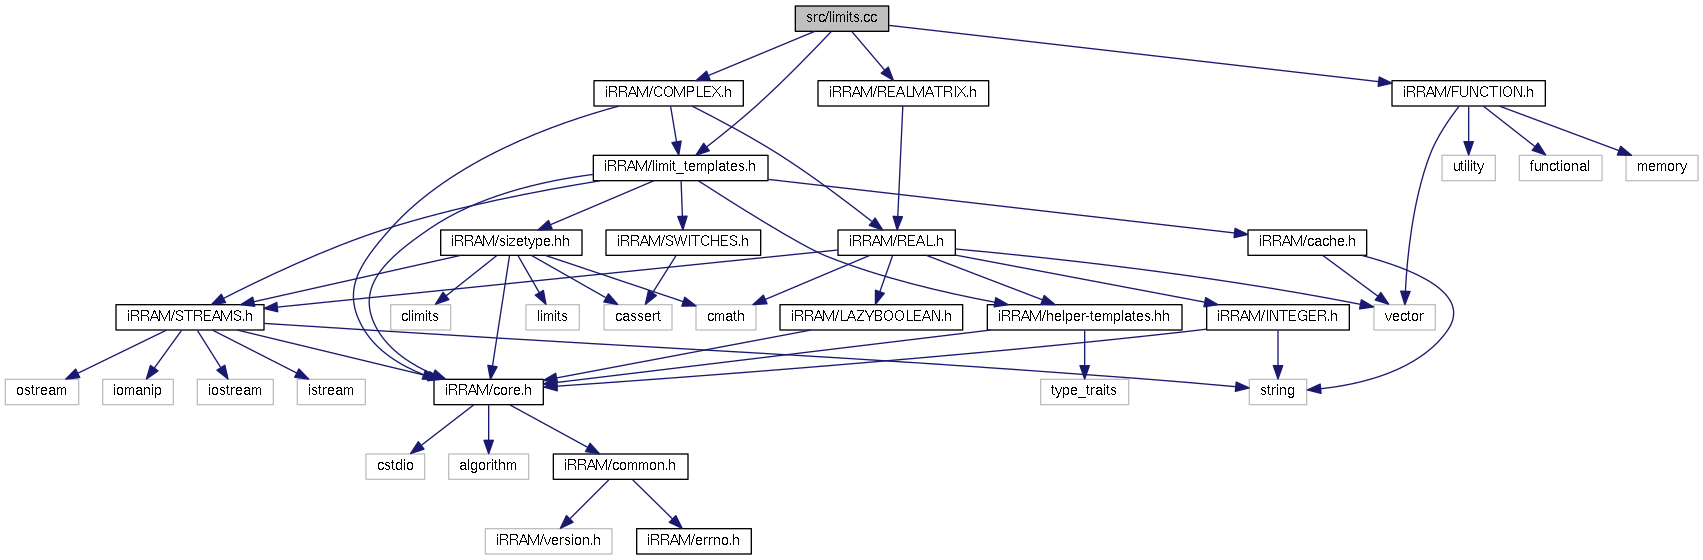 src/limits.cc
iRRAM/COMPLEX.h
iRRAM/REALMATRIX.h
iRRAM/FUNCTION.h
iRRAM/limit_templates.h
utility
functional
memory
iRRAM/sizetype.hh
iRRAM/SWITCHES.h
iRRAM/REAL.h
iRRAM/cache.h
iRRAM/STREAMS.h
climits
limits
cassert
cmath
iRRAM/LAZYBOOLEAN.h
iRRAM/helper-templates.hh
iRRAM/INTEGER.h
vector
ostream
iomanip
iostream
istream
iRRAM/core.h
type_traits
string
cstdio
algorithm
iRRAM/common.h
iRRAM/version.h
iRRAM/errno.h